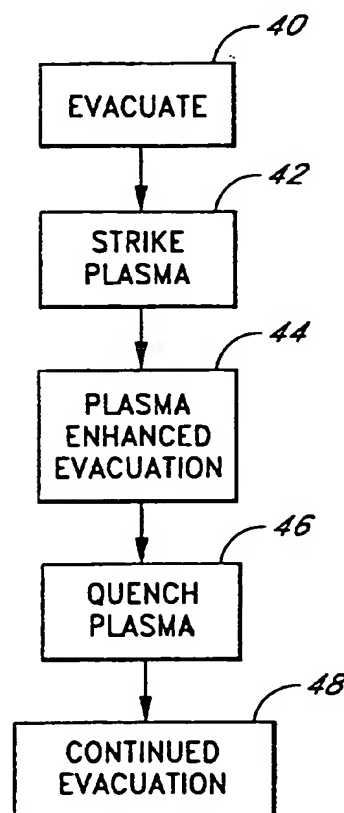 40
EVACUATE
42
STRIKE
PLASMA
44
PLASMA
ENHANCED
EVACUATION
46
QUENCH
PLASMA
48
CONTINUED
EVACUATION